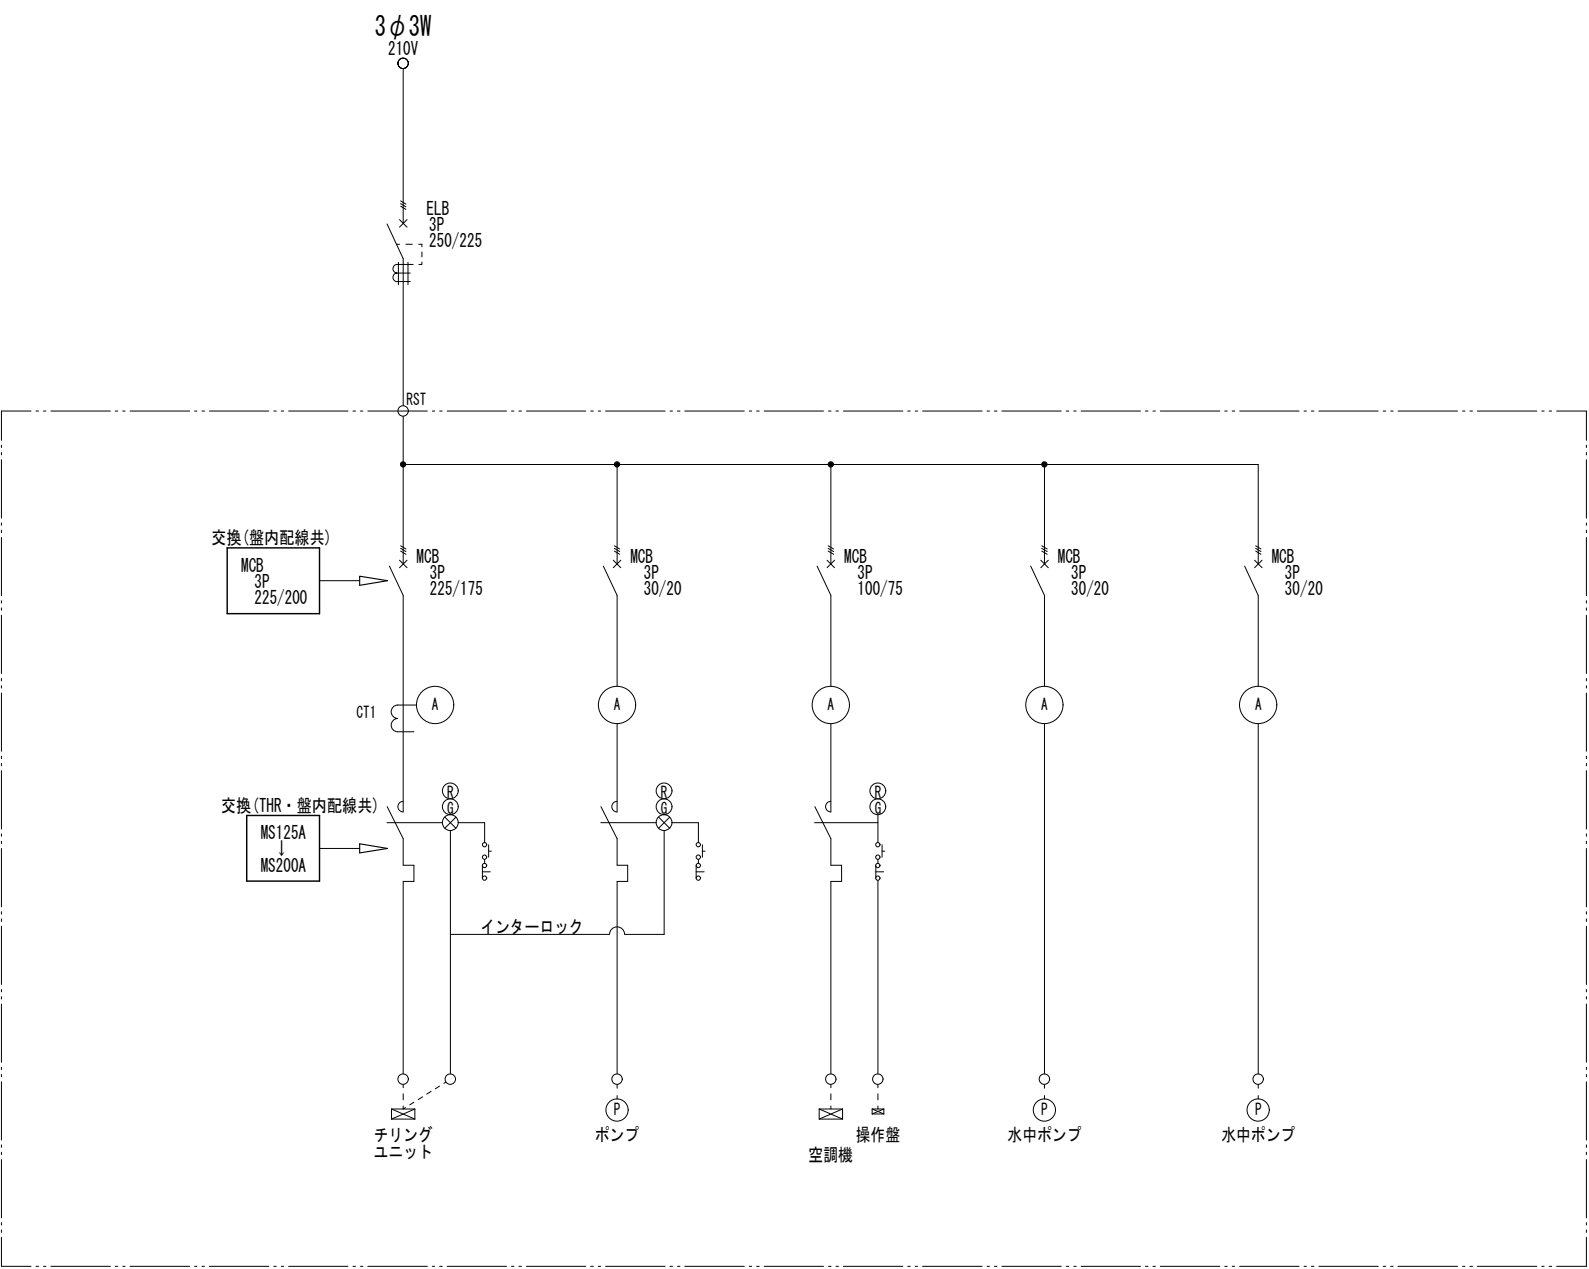 3φ3W
210V
ELB
3P
250/225
RST
交換(盤内配線共)
MCB
3P
225/200
MCB
3P
225/175
MCB
3P
30/20
MCB
3P
100/75
MCB
3P
30/20
MCB
3P
30/20
CT1
A
A
A
A
A
交換(THR・盤内配線共)
MS125A
↓
MS200A
R
G
R
G
R
G
インターロック
チリング
ユニット
P
ポンプ
空調機
操作盤
P
水中ポンプ
P
水中ポンプ